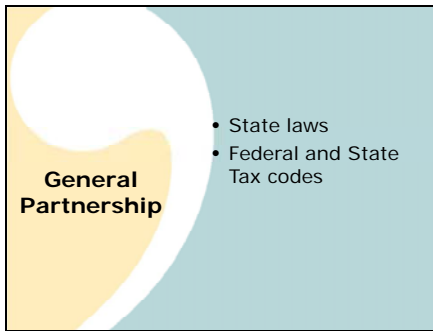 General
Partnership
• State laws
• Federal and State
Tax codes